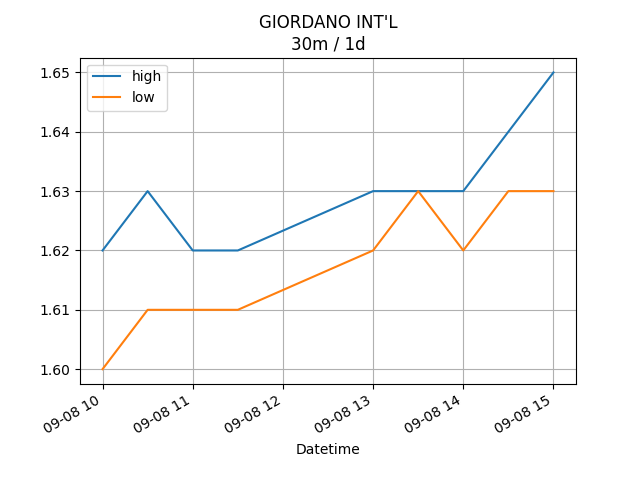 GIORDANO INT'L
30m / 1d
high
low
1.65
1.64
1.63
1.62
1.61
1.60
09-08 10
09-08 11
09-08 12
09-08 13
09-08 14
09-08 15
Datetime